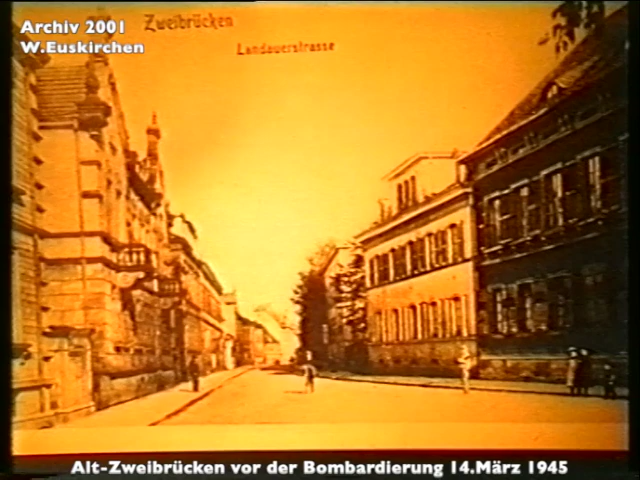 Archiv 2001
W.Euskirchen
Zweibrücken
Landauerstrasse
Alt-Zweibrücken vor der Bombardierung 14.März 1945